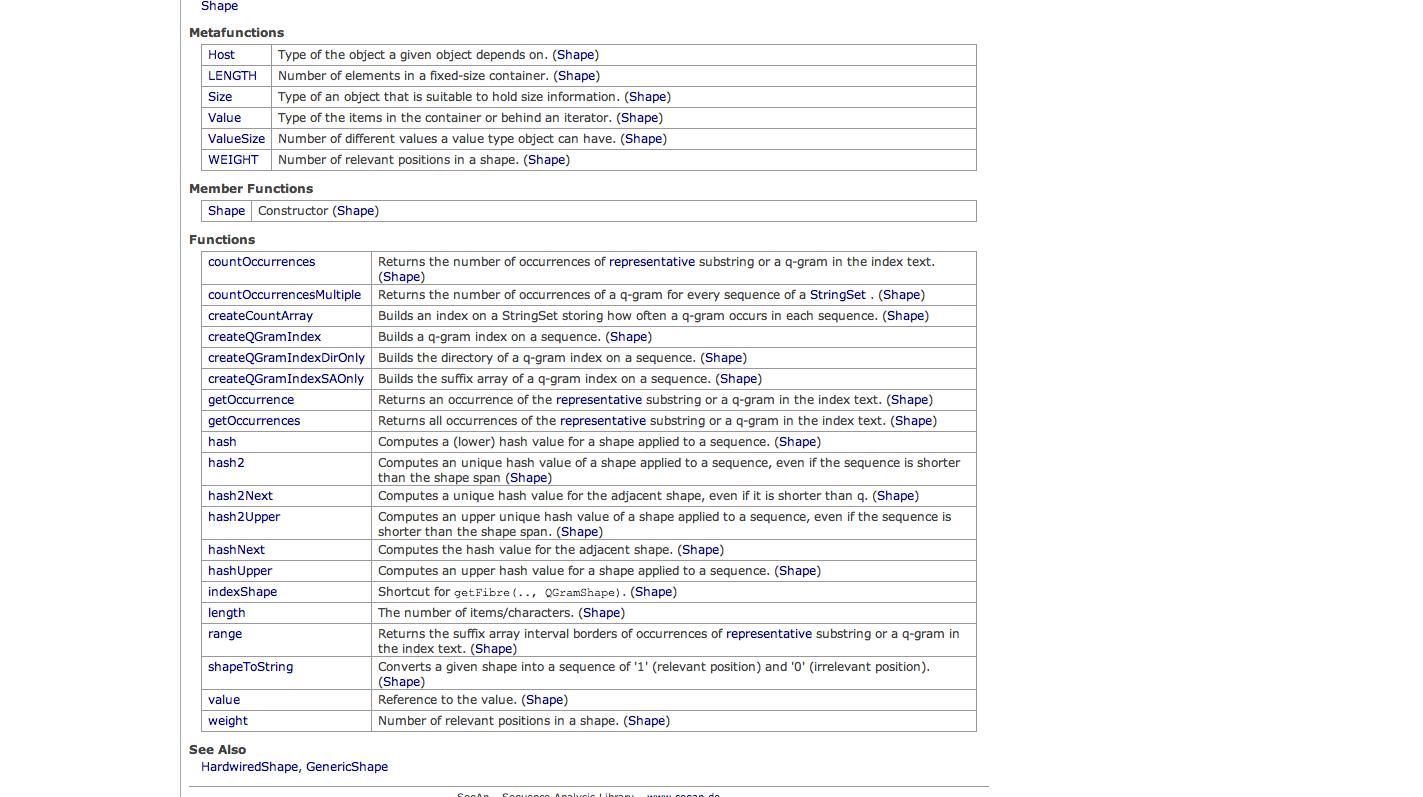 Shape
Metafunctions
Host Type of the object a given object depends on. (Shape)
LENGTH Number of elements in a fixed-size container. (Shape)
Size Type of an object that is suitable to hold size information. (Shape)
Value Type of the items in the container or behind an iterator. (Shape)
ValueSize Number of different values a value type object can have. (Shape)
WEIGHT Number of relevant positions in a shape. (Shape)
Member Functions
Shape Constructor (Shape)
Functions
countOccurrences Returns the number of occurrences of representative substring or a q-gram in the index text.
(Shape)
countOccurrencesMultiple Returns the number of occurrences of a q-gram for every sequence of a StringSet . (Shape)
createCountArray Builds an index on a StringSet storing how often a q-gram occurs in each sequence. (Shape)
createQGramIndex Builds a q-gram index on a sequence. (Shape)
createQGramIndexDirOnly Builds the directory of a q-gram index on a sequence. (Shape)
createQGramIndexSAOnly Builds the suffix array of a q-gram index on a sequence. (Shape)
getOccurrence Returns an occurrence of the representative substring or a q-gram in the index text. (Shape)
getOccurrences Returns all occurrences of the representative substring or a q-gram in the index text. (Shape)
hash Computes a (lower) hash value for a shape applied to a sequence. (Shape)
hash2 Computes an unique hash value of a shape applied to a sequence, even if the sequence is shorter
than the shape span (Shape)
hash2Next Computes a unique hash value for the adjacent shape, even if it is shorter than q. (Shape)
hash2Upper Computes an upper unique hash value of a shape applied to a sequence, even if the sequence is
shorter than the shape span. (Shape)
hashNext Computes the hash value for the adjacent shape. (Shape)
hashUpper Computes an upper hash value for a shape applied to a sequence. (Shape)
indexShape Shortcut for getFibre(.., QGramShape). (Shape)
length The number of items/characters. (Shape)
range Returns the suffix array interval borders of occurrences of representative substring or a q-gram in
the index text. (Shape)
shapeToString Converts a given shape into a sequence of '1' (relevant position) and '0' (irrelevant position).
(Shape)
value Reference to the value. (Shape)
weight Number of relevant positions in a shape. (Shape)
See Also
HardwiredShape, GenericShape
SeqAn - Sequence Analysis Library - www.seqan.de